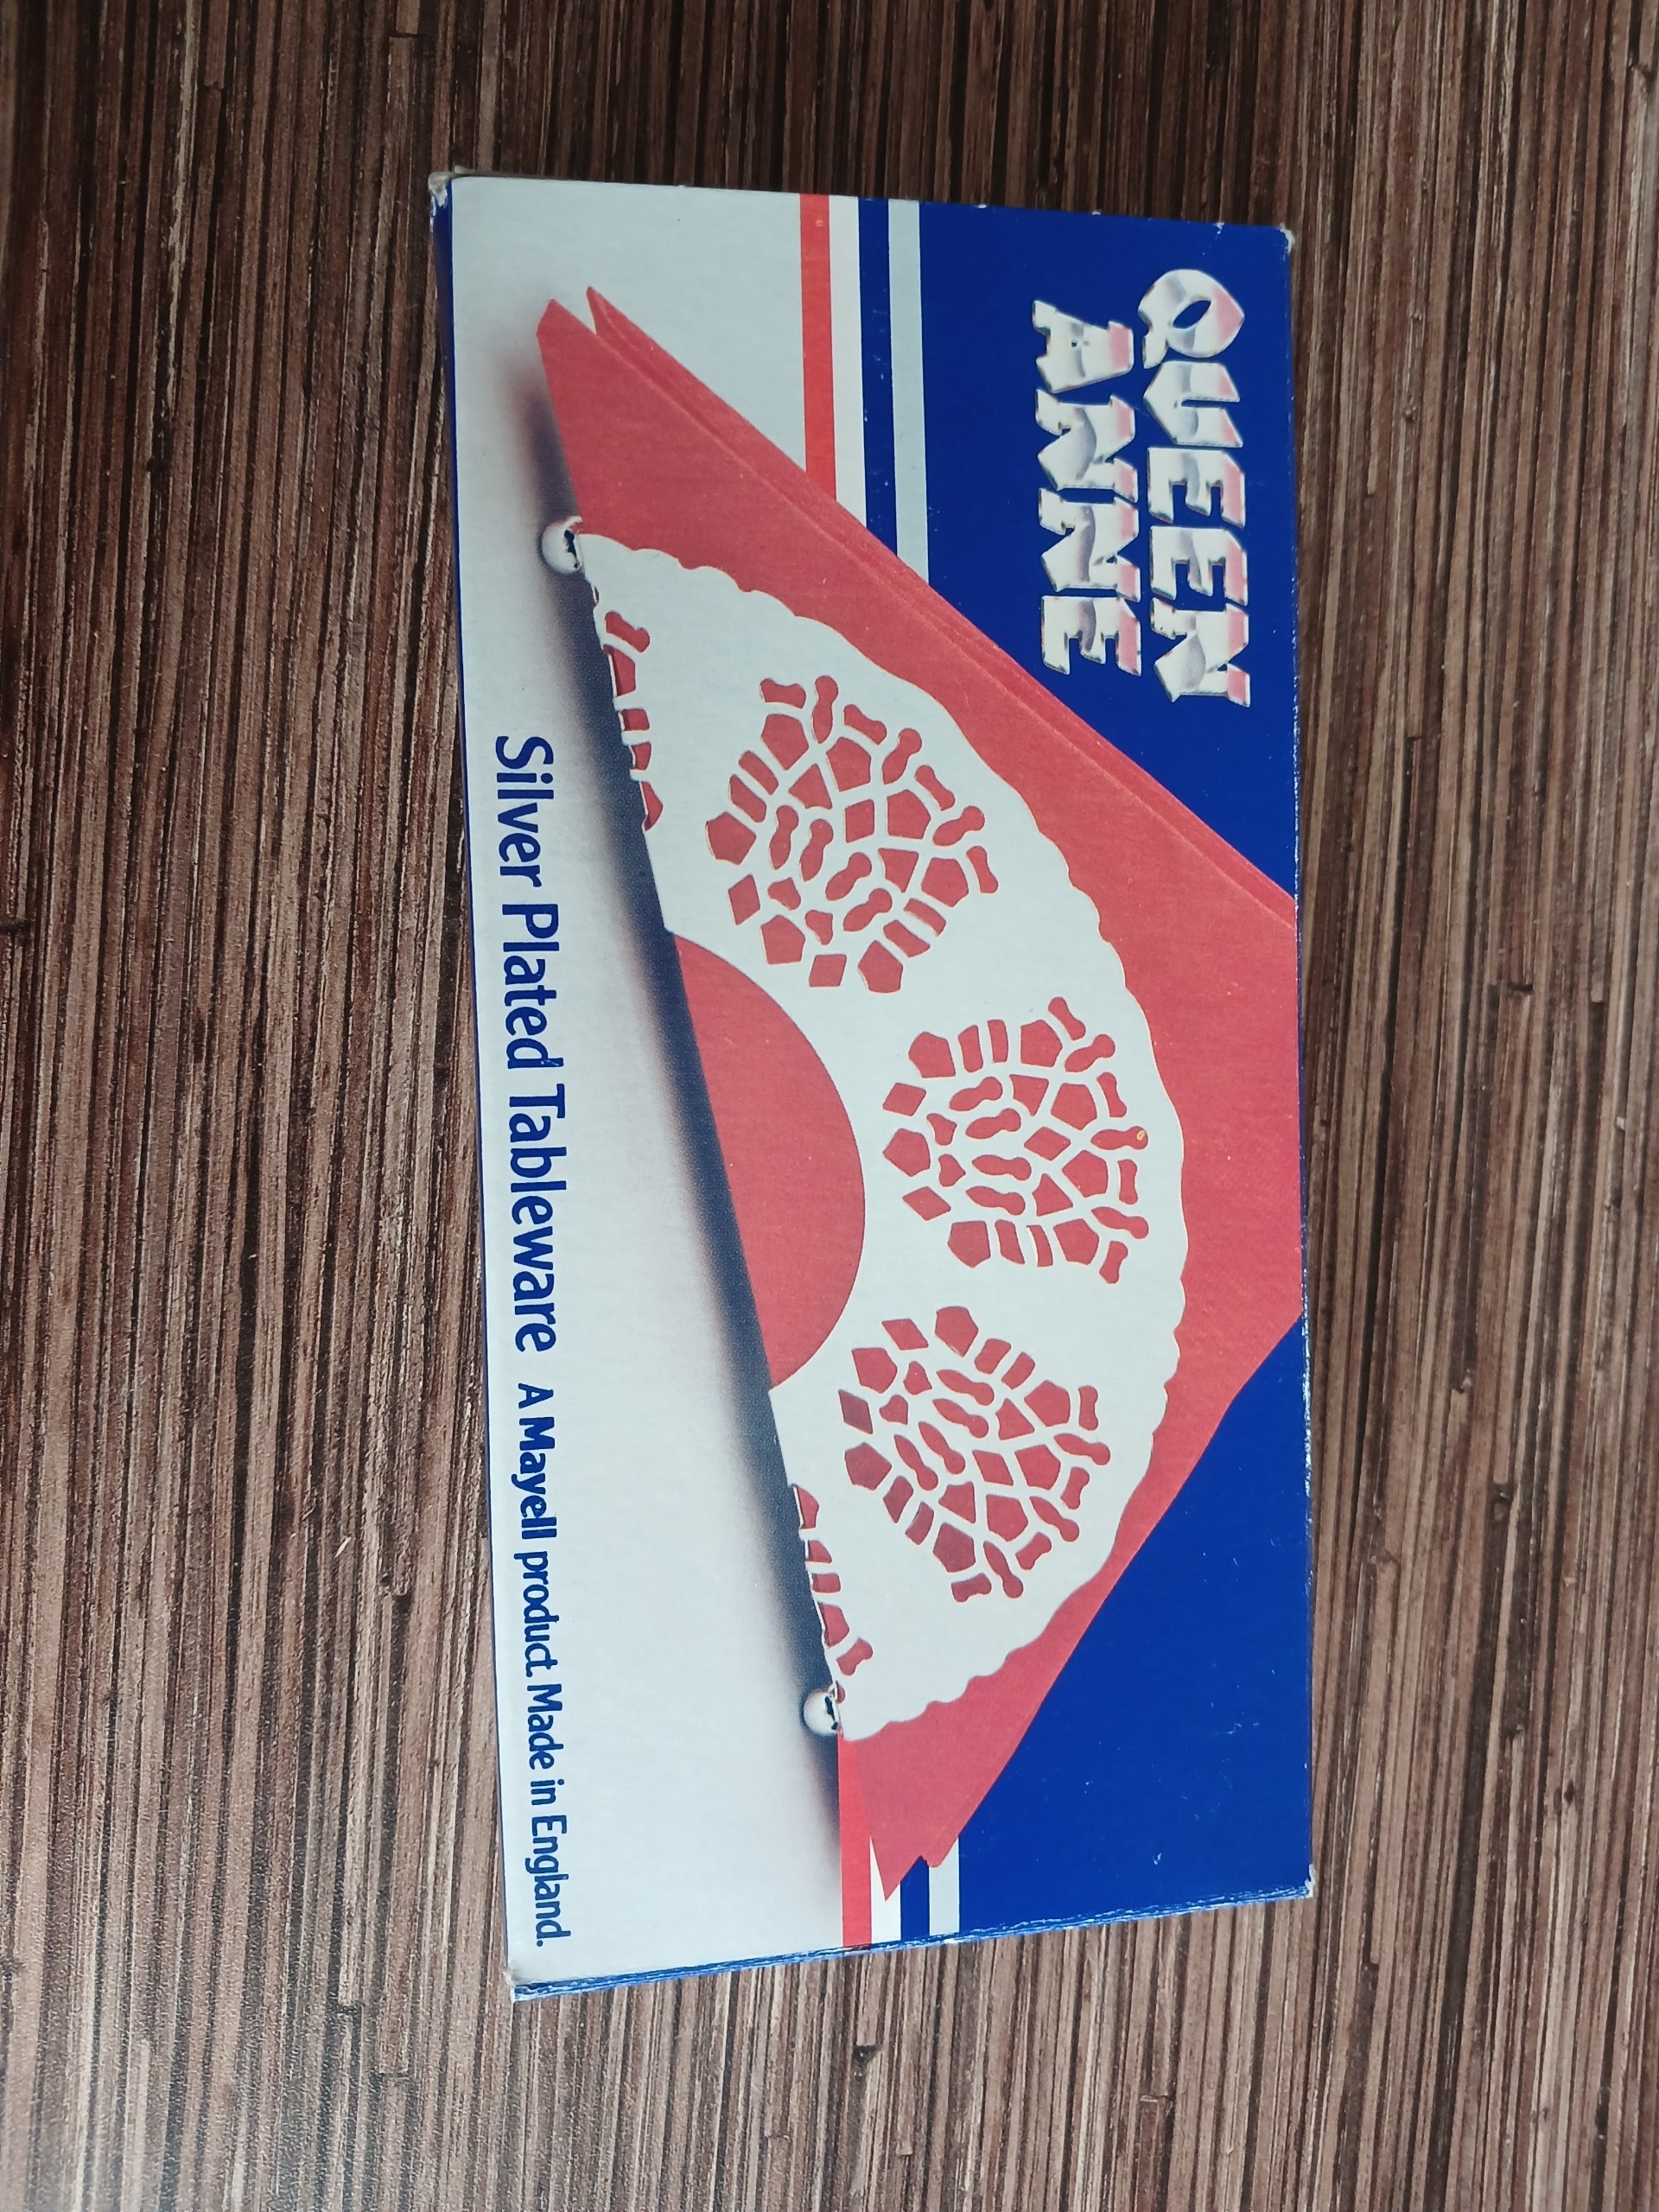 QUEEN
ANNE
Silver Plated Tableware A Mayell product. Made in England.